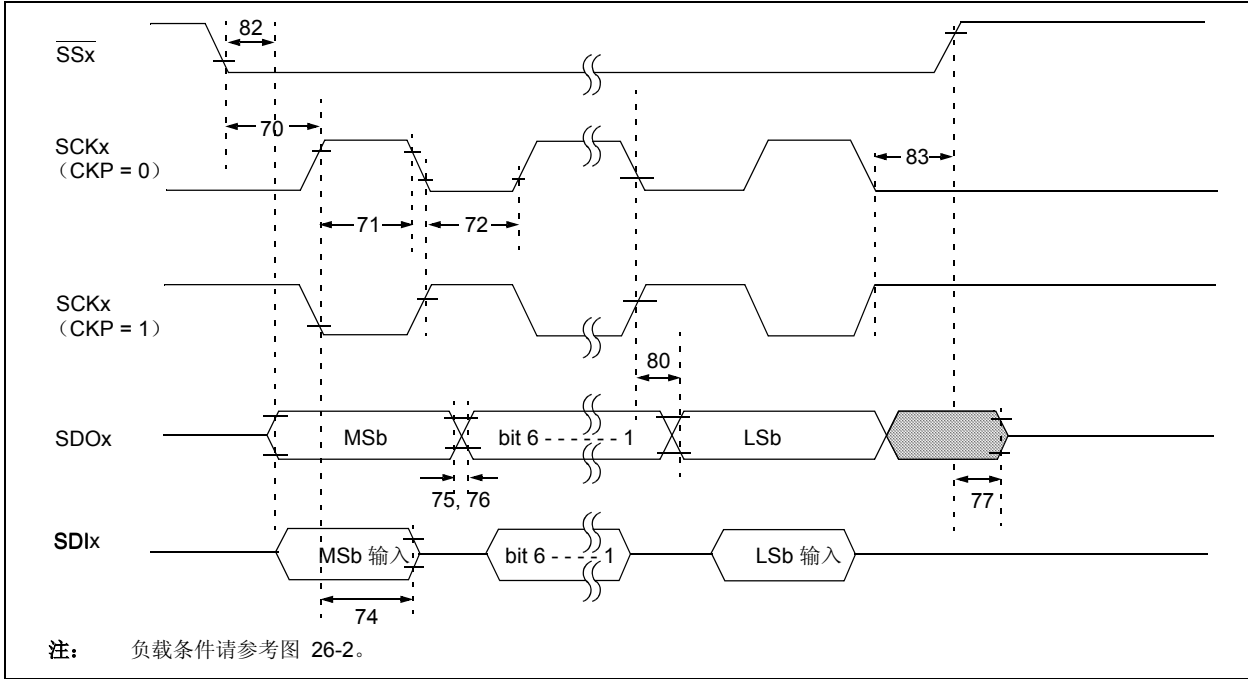 82
SSx
70
SCKx
（CKP = 0）
83
71
72
SCKx
（CKP = 1）
80
SDOx
MSb
bit 6 - - - - - - 1
LSb
75, 76
77
SDIx
MSb 输入
bit 6 - - - - 1
LSb 输入
74
注： 负载条件请参考图 26-2。